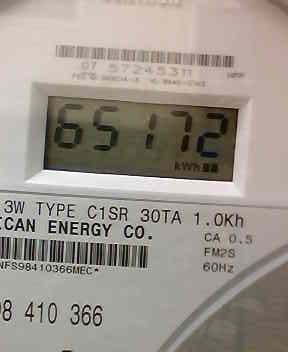 07 57245311
65172
kWh
3W TYPE C1SR 30TA 1.0Kh
ICAN ENERGY CO.
CA 0.5
FM2S
60Hz
NFS98410366MEC*
98 410 366